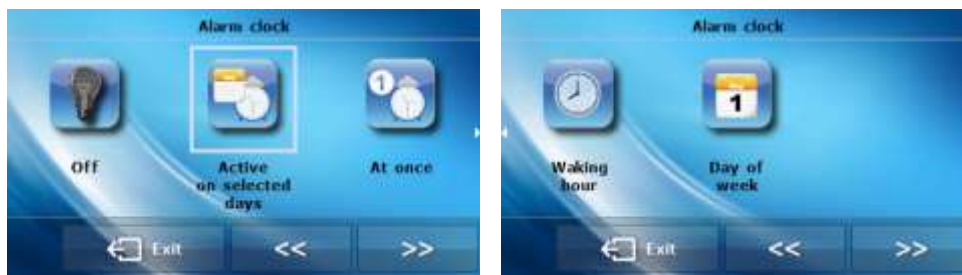 Alarm clock
Off
Active
on selected
days
At once
1
Exit
<<
>>
Alarm clock
Waking
hour
1
Day of
week
Exit
<<
>>